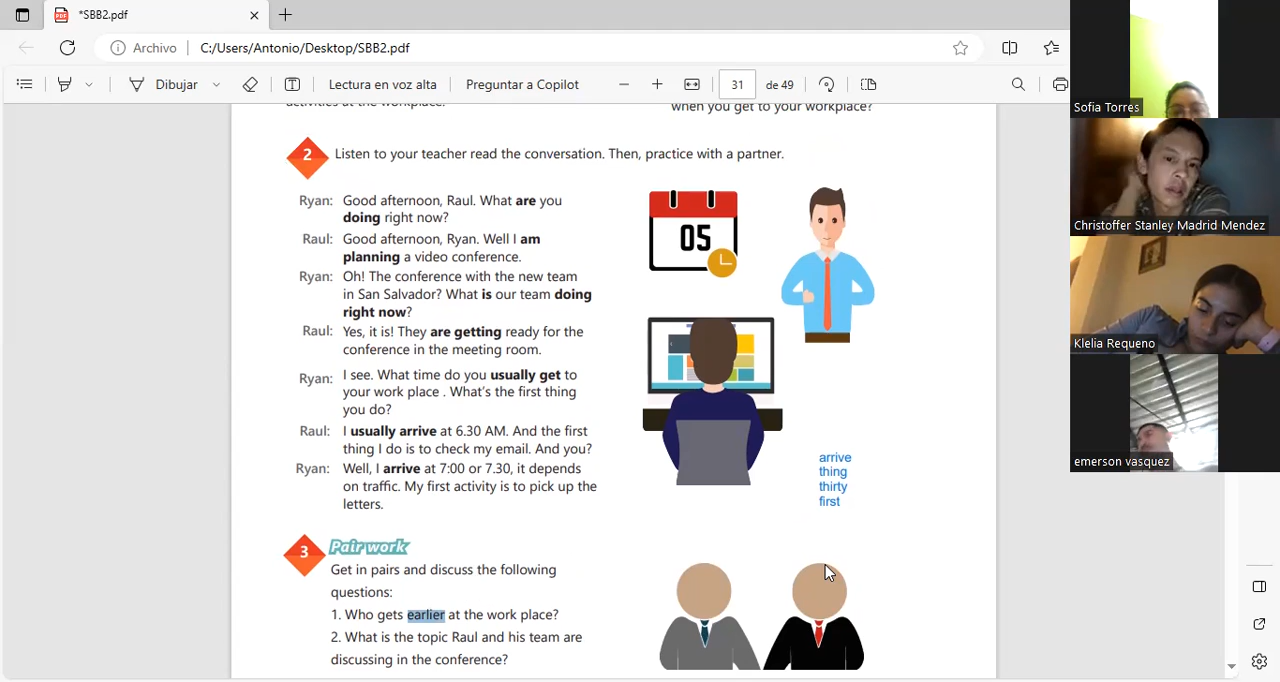 *SBB2.pdf
Archivo
C:/Users/Antonio/Desktop/SBB2.pdf
Dibujar
Lectura en voz alta
Preguntar a Copilot
31
de 49
activities at the workplace.
when you get to your workplace?
2
Listen to your teacher read the conversation. Then, practice with a partner.
Ryan: Good afternoon, Raul. What are you
doing right now?
Raul: Good afternoon, Ryan. Well I am
planning a video conference.
Ryan: Oh! The conference with the new team
in San Salvador? What is our team doing
right now?
Raul: Yes, it is! They are getting ready for the
conference in the meeting room.
Ryan: I see. What time do you usually get to
your work place . What's the first thing
you do?
Raul: I usually arrive at 6.30 AM. And the first
thing I do is to check my email. And you?
Ryan: Well, I arrive at 7:00 or 7.30, it depends
on traffic. My first activity is to pick up the
letters.
05
arrive
thing
thirty
first
3
Pair work
Get in pairs and discuss the following
questions:
1. Who gets earlier at the work place?
2. What is the topic Raul and his team are
discussing in the conference?
Sofia Torres
Christoffer Stanley Madrid Mendez
Klelia Requeno
emerson vasquez